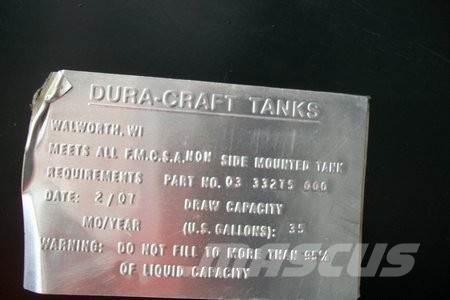 DURA-CRAFT TANKS
WALWORTH, WI
MEETS ALL F.M.C.S.A. NON SIDE MOUNTED TANK
REQUIREMENTS PART NO. 03 33275 000
DATE: 2/07 DRAW CAPACITY
MO/YEAR (U.S. GALLONS): 35
WARNING: DO NOT FILL TO MORE THAN 95%
OF LIQUID CAPACITY
MASCUS